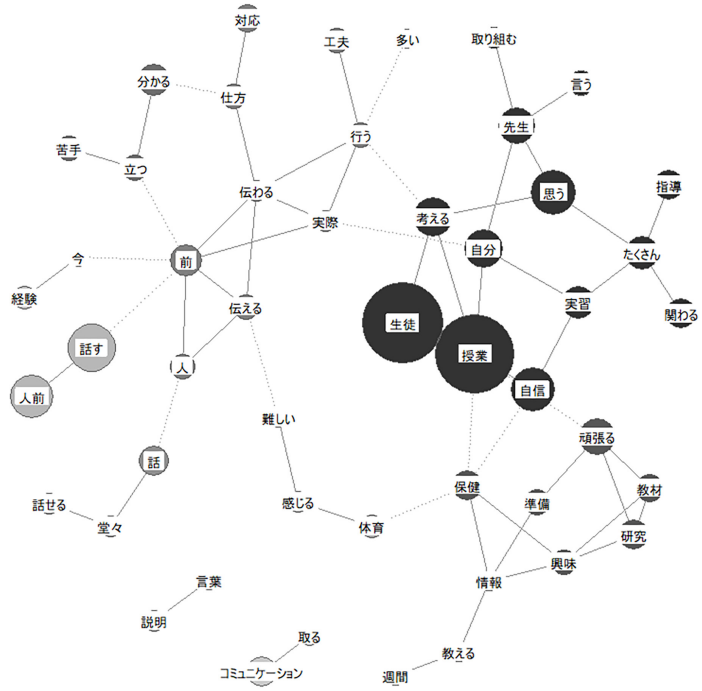 対応
工夫
多い
取り組む
分かる
仕方
言う
先生
行う
苦手
立つ
伝わる
思う
指導
考える
実際
自分
たくさん
今
前
経験
伝える
実習
関わる
生徒
話す
授業
人
人前
自信
難しい
頑張る
話
保健
教材
準備
話せる
感じる
堂々
体育
研究
興味
言葉
情報
説明
取る
教える
コミュニケーション
週間